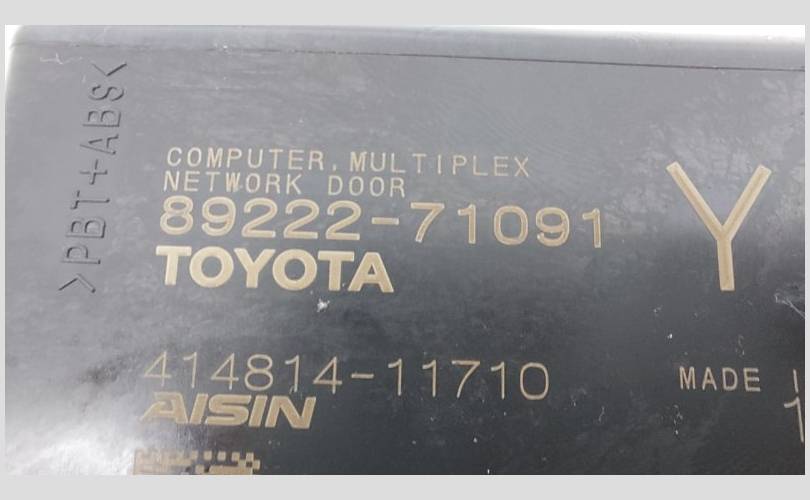 >PBT+ABS<
COMPUTER, MULTIPLEX
NETWORK DOOR
89222-71091
TOYOTA
Y
414814-11710
AISIN
MADE